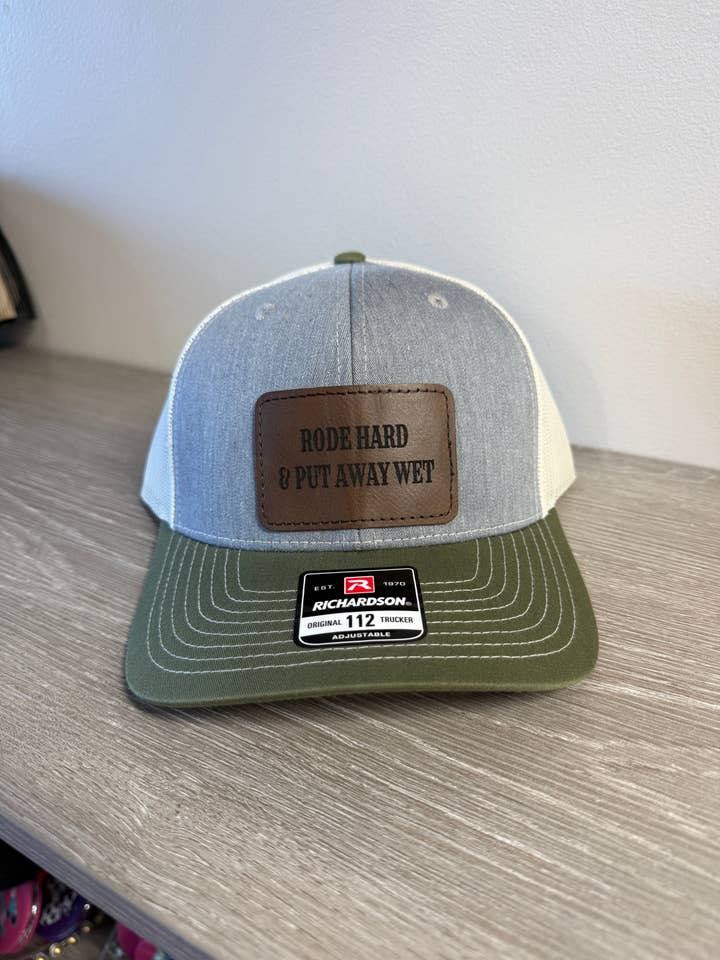 RODE HARD
& PUT AWAY WET
EST. R 1970
RICHARDSON®
ORIGINAL 112 TRUCKER
ADJUSTABLE